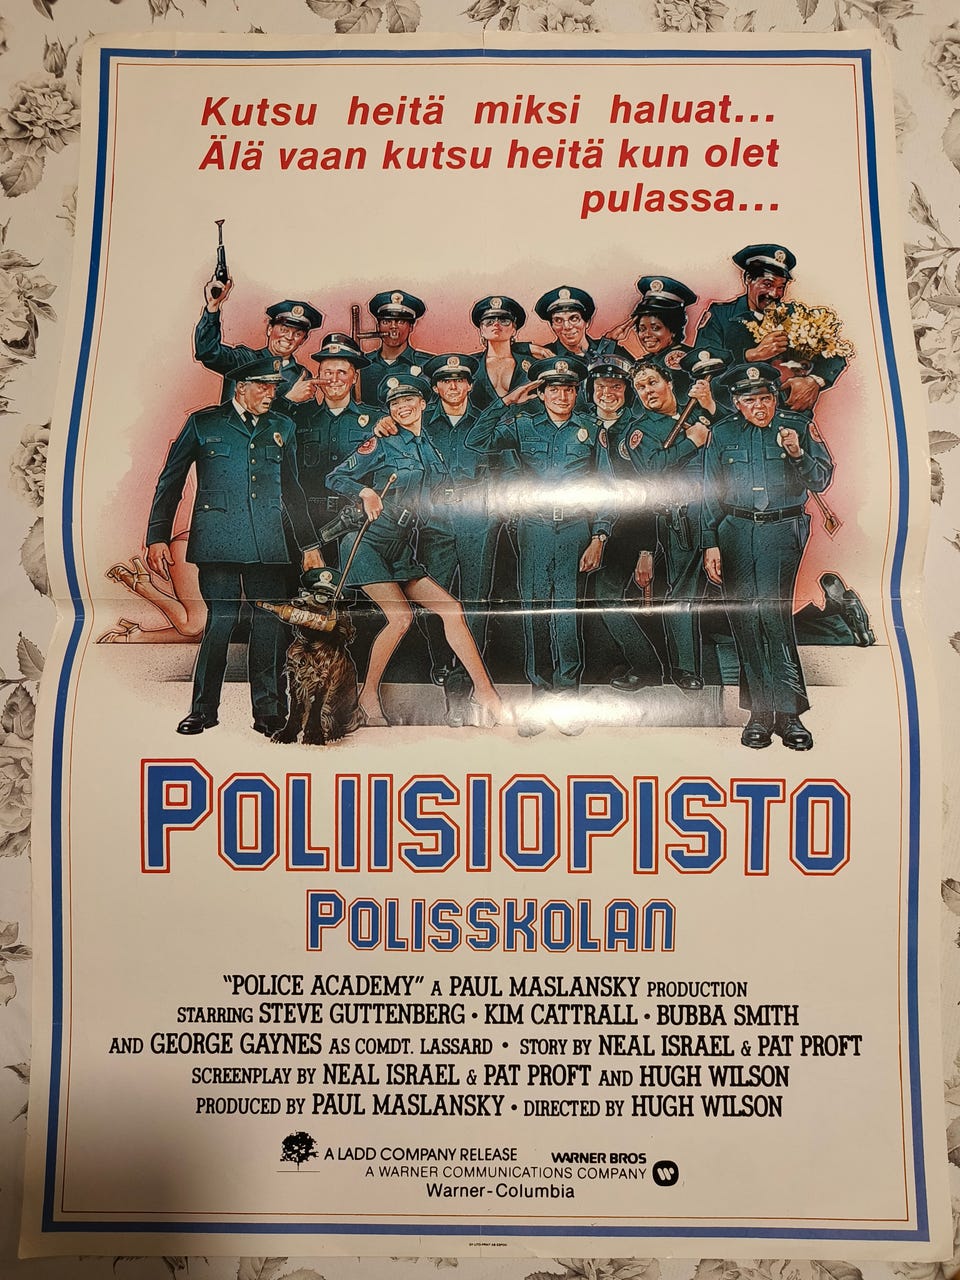 Kutsu heitä miksi haluat...
Älä vaan kutsu heitä kun olet
pulassa...
POLIISIOPISTO
POLISSKOLAN
"POLICE ACADEMY" A PAUL MASLANSKY PRODUCTION
STARRING STEVE GUTTENBERG • KIM CATTRALL • BUBBA SMITH
AND GEORGE GAYNES AS COMDT. LASSARD • STORY BY NEAL ISRAEL & PAT PROFT
SCREENPLAY BY NEAL ISRAEL & PAT PROFT AND HUGH WILSON
PRODUCED BY PAUL MASLANSKY • DIRECTED BY HUGH WILSON
A LADD COMPANY RELEASE WARNER BROS
A WARNER COMMUNICATIONS COMPANY
Warner-Columbia